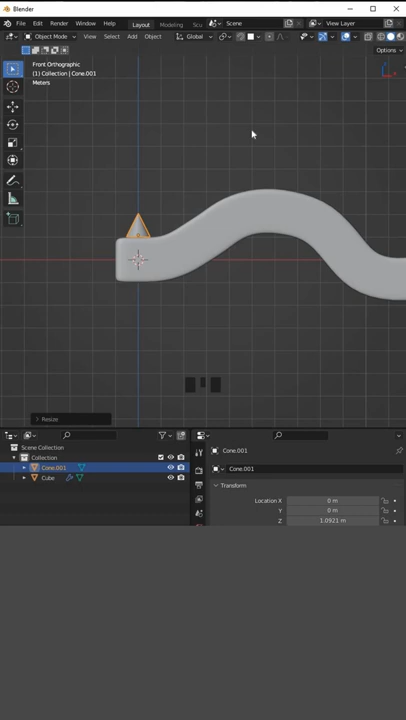 Blender
File Edit Render Window Help Layout Modeling Scu Scene View Layer
Object Mode View Select Add Object Global
Options
Front Orthographic
(1) Collection | Cone.001
Meters
Resize
Scene Collection
Collection
Cone.001
Cube
Cone.001
Cone.001
Transform
Location X 0 m
Y 0 m
Z 1.0921 m